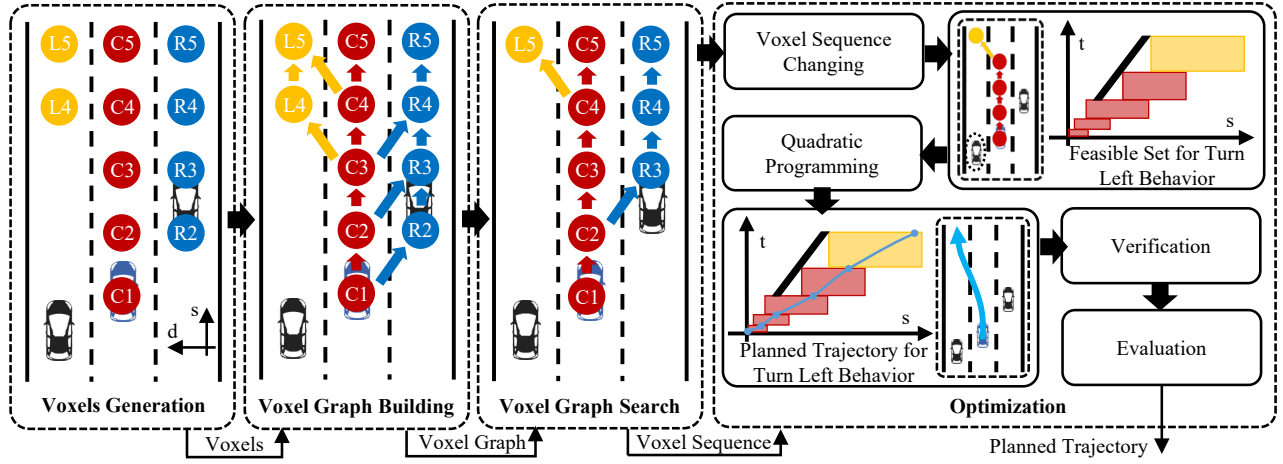 L5 C5 R5
L4 C4 R4
C3 R3
C2 R2
C1
s
d
Voxels Generation
L5 C5 R5
L4 C4 R4
C3 R3
C2 R2
C1
Voxel Graph Building
L5 C5 R5
C4 R4
C3 R3
C2
C1
Voxel Graph Search
Voxel Sequence
Changing
t
s
Feasible Set for Turn
Left Behavior
Quadratic
Programming
t
s
Planned Trajectory for
Turn Left Behavior
Verification
Evaluation
Optimization
Voxels
Voxel Graph
Voxel Sequence
Planned Trajectory